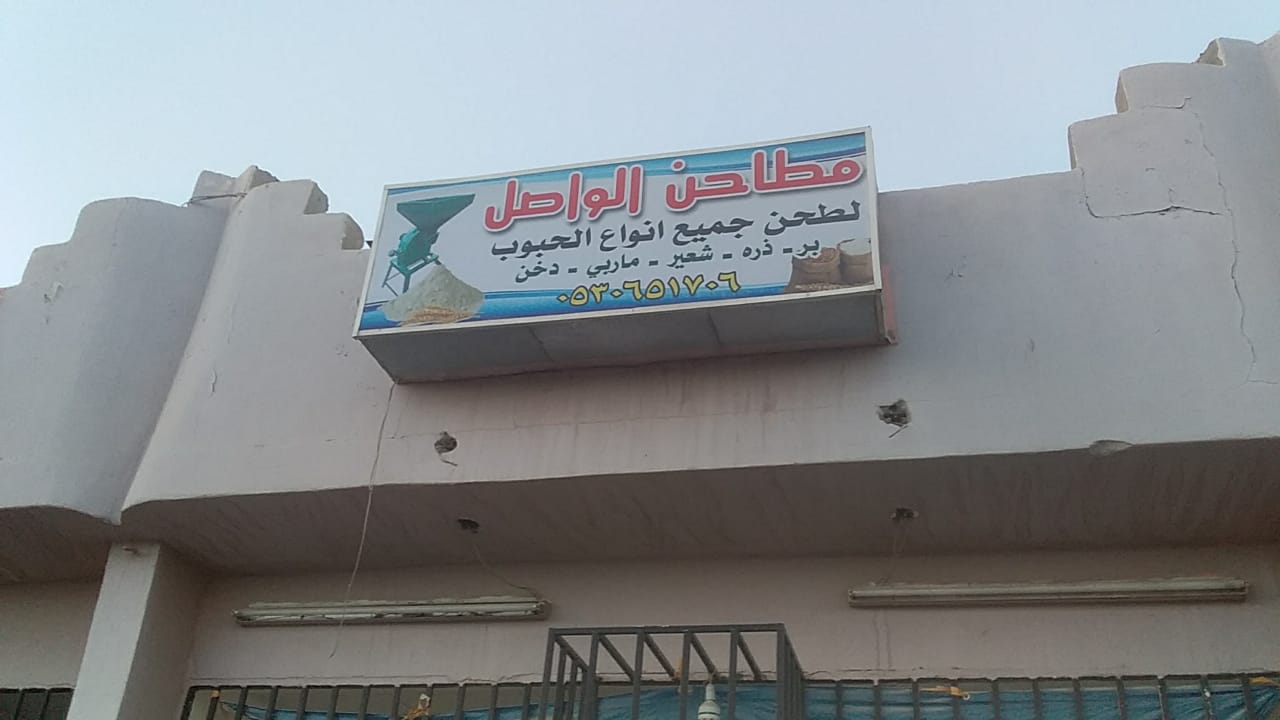 مطاحن الواصل
لطحن جميع انواع الحبوب
بر - ذره - شعير - ماربي - دخن
٠٥٣٠٦٥١٧٠٦